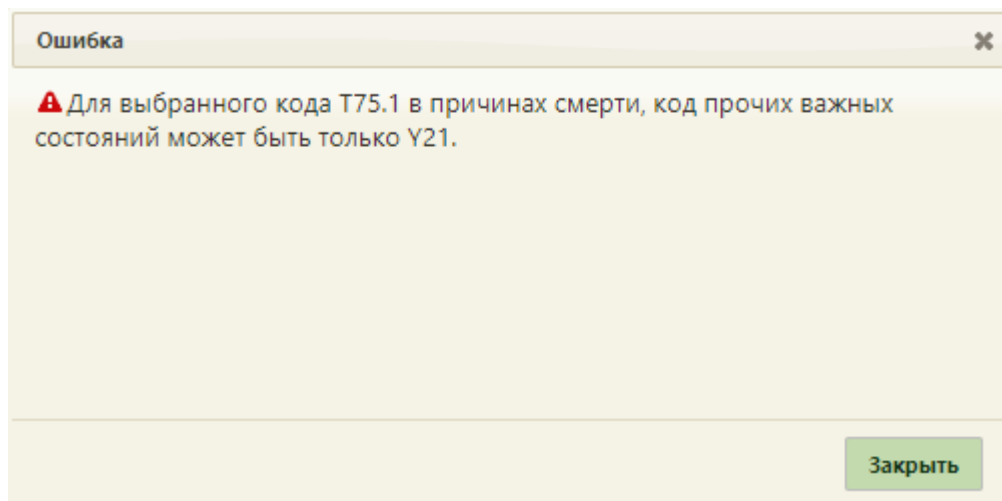 Ошибка
Для выбранного кода T75.1 в причинах смерти, код прочих важных
состояний может быть только Y21.
Закрыть